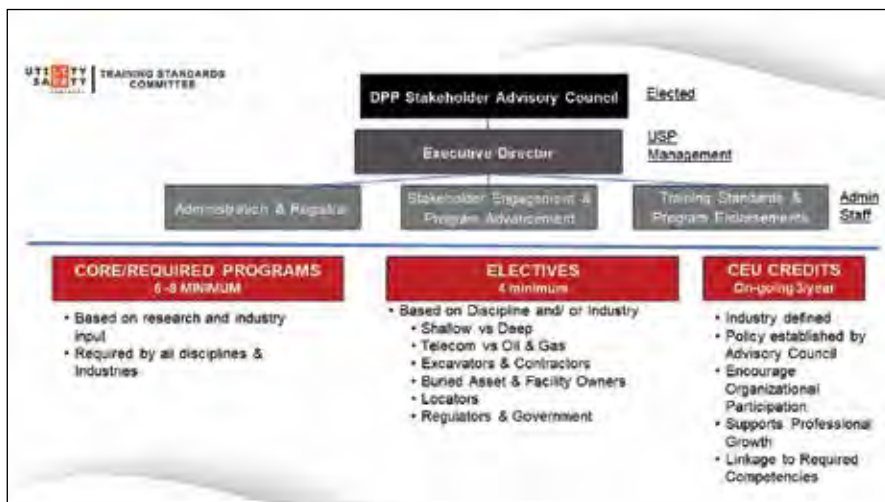 UTILITY
SAFETY
TRAINING STANDARDS
COMMITTEE
DPP Stakeholder Advisory Council
Elected
Executive Director
USP
Management
Administration & Registrar
Stakeholder Engagement &
Program Advancement
Training Standards &
Program Endorsements
Admin
Staff
CORE/REQUIRED PROGRAMS
6 -8 MINIMUM
• Based on research and industry
input
• Required by all disciplines &
Industries
ELECTIVES
4 minimum
• Based on Discipline and/ or Industry
• Shallow vs Deep
• Telecom vs Oil & Gas
• Excavators & Contractors
• Buried Asset & Facility Owners
• Locators
• Regulators & Government
CEU CREDITS
On-going 3/year
• Industry defined
• Policy established by
Advisory Council
• Encourage
Organizational
Participation
• Supports Professional
Growth
• Linkage to Required
Competencies